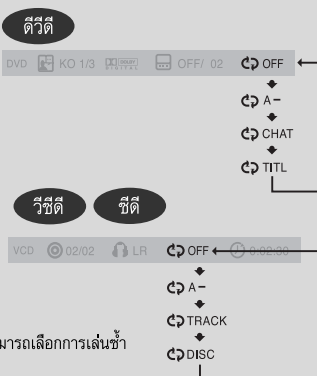 ดีวีดี
DVD KO 1/3 DOLBY DIGITAL OFF/ 02 OFF
A-
CHAT
TITL
วีซีดี ซีดี
VCD 02/02 LR OFF 0:02:30
A-
TRACK
มารถเลือกการเล่นซ้ำ
DISC